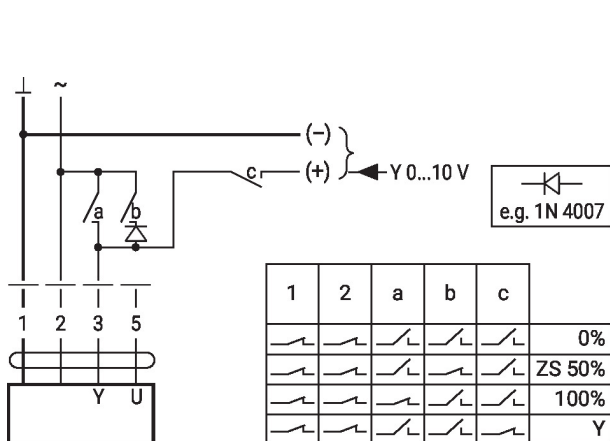 ⊥ ~
(–)
c (+) Y 0...10 V
a b
e.g. 1N 4007
1 2 3 5
Y U
1 2 a b c
0%
ZS 50%
100%
Y